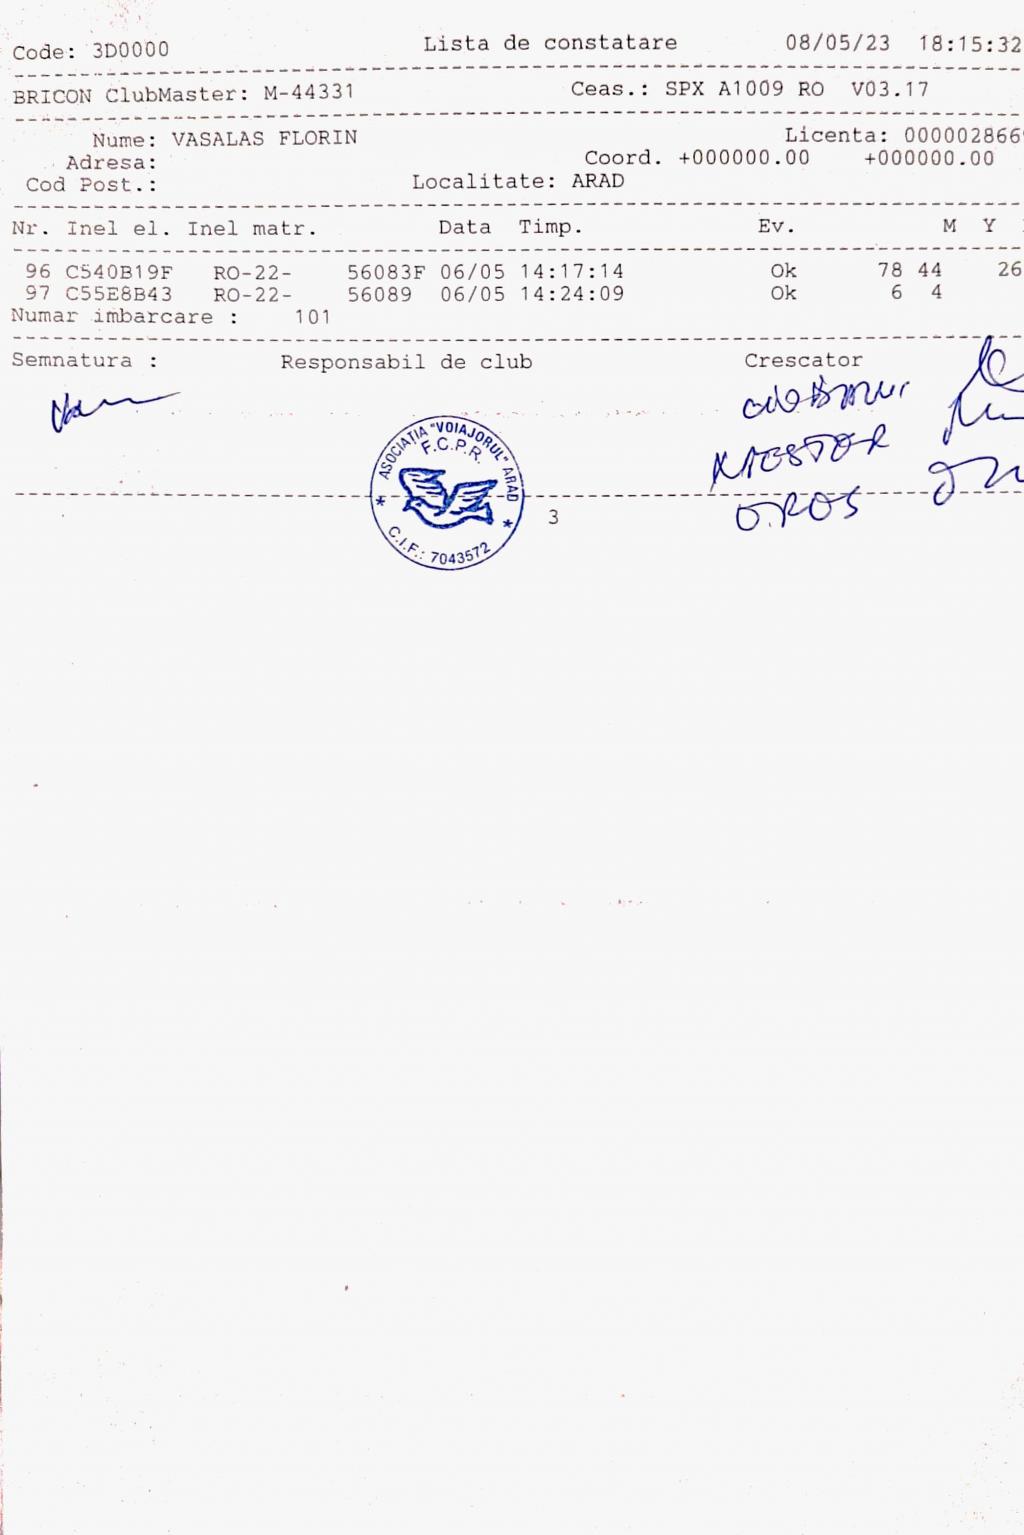 Code: 3D0000 Lista de constatare 08/05/23 18:15:32
BRICON ClubMaster: M-44331 Ceas.: SPX A1009 RO V03.17
Nume: VASALAS FLORIN Licenta: 0000028669
Adresa: Coord. +000000.00 +000000.00
Cod Post.: Localitate: ARAD
Nr. Inel el. Inel matr. Data Timp. Ev. M Y
96 C540B19F RO-22- 56083F 06/05 14:17:14 Ok 78 44 26
97 C55E8B43 RO-22- 56089 06/05 14:24:09 Ok 6 4
Numar imbarcare : 101
Semnatura : Responsabil de club Crescator
ASOCIAȚIA "VOIAJORUL" ARAD
F.C.P.R.
C.I.F.: 7043572
OROS
3